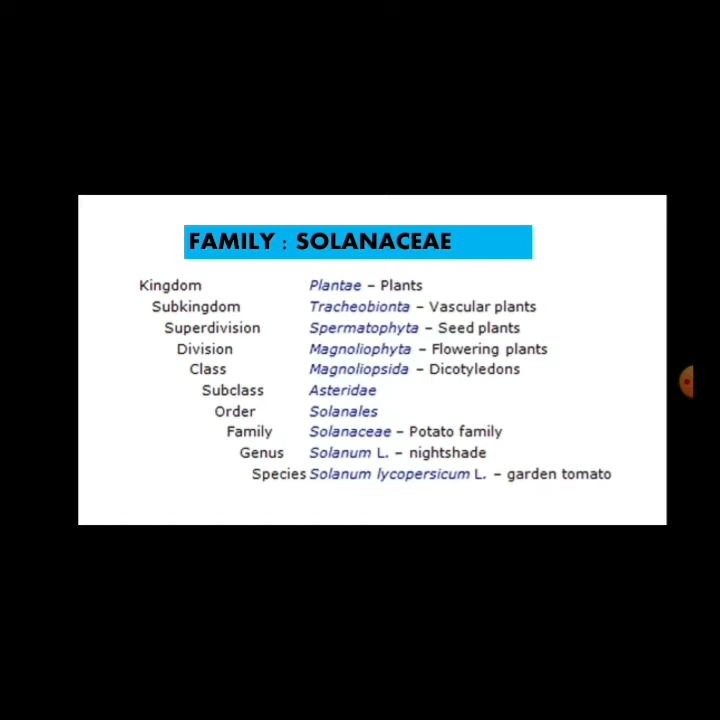 FAMILY : SOLANACEAE
Kingdom Plantae – Plants
Subkingdom Tracheobionta – Vascular plants
Superdivision Spermatophyta – Seed plants
Division Magnoliophyta – Flowering plants
Class Magnoliopsida – Dicotyledons
Subclass Asteridae
Order Solanales
Family Solanaceae – Potato family
Genus Solanum L. – nightshade
Species Solanum lycopersicum L. – garden tomato